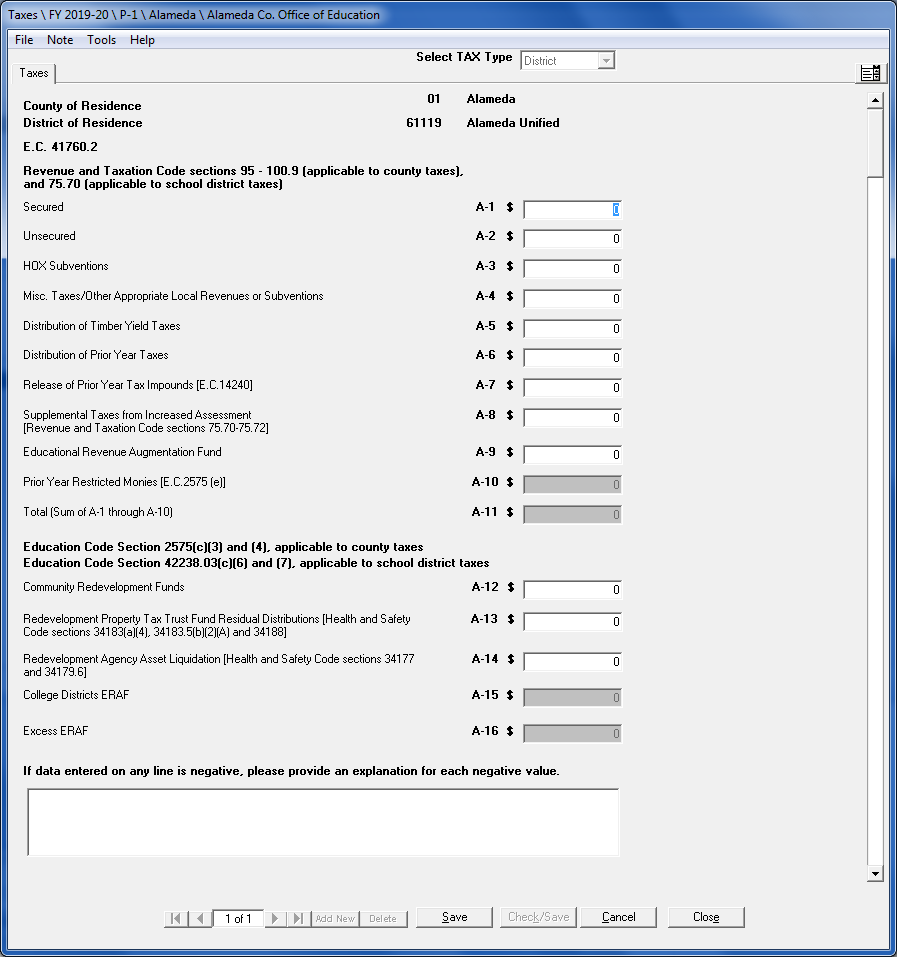 Taxes \ FY 2019-20 \ P-1 \ Alameda \ Alameda Co. Office of Education
File Note Tools Help
Select TAX Type District
Taxes
County of Residence 01 Alameda
District of Residence 61119 Alameda Unified
E.C. 41760.2
Revenue and Taxation Code sections 95 - 100.9 (applicable to county taxes),
and 75.70 (applicable to school district taxes)
Secured A-1 $ 0
Unsecured A-2 $ 0
HOX Subventions A-3 $ 0
Misc. Taxes/Other Appropriate Local Revenues or Subventions A-4 $ 0
Distribution of Timber Yield Taxes A-5 $ 0
Distribution of Prior Year Taxes A-6 $ 0
Release of Prior Year Tax Impounds [E.C.14240] A-7 $ 0
Supplemental Taxes from Increased Assessment A-8 $ 0
[Revenue and Taxation Code sections 75.70-75.72]
Educational Revenue Augmentation Fund A-9 $ 0
Prior Year Restricted Monies [E.C.2575 (e)] A-10 $ 0
Total (Sum of A-1 through A-10) A-11 $ 0
Education Code Section 2575(c)(3) and (4), applicable to county taxes
Education Code Section 42238.03(c)(6) and (7), applicable to school district taxes
Community Redevelopment Funds A-12 $ 0
Redevelopment Property Tax Trust Fund Residual Distributions [Health and Safety A-13 $ 0
Code sections 34183(a)(4), 34183.5(b)(2)(A) and 34188]
Redevelopment Agency Asset Liquidation [Health and Safety Code sections 34177 A-14 $ 0
and 34179.6]
College Districts ERAF A-15 $ 0
Excess ERAF A-16 $ 0
If data entered on any line is negative, please provide an explanation for each negative value.
1 of 1 Add New Delete Save Check/Save Cancel Close